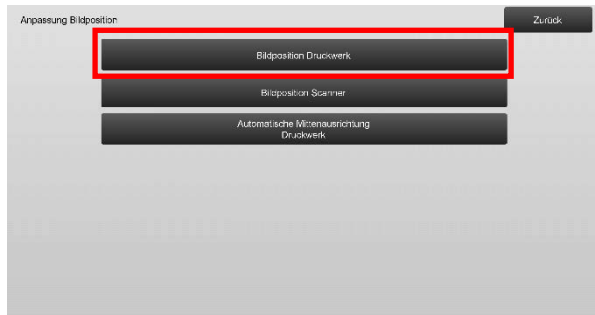 Anpassung Bildposition
Zurück
Bildposition Druckwerk
Bildposition Scanner
Automatische Mittenausrichtung
Druckwerk